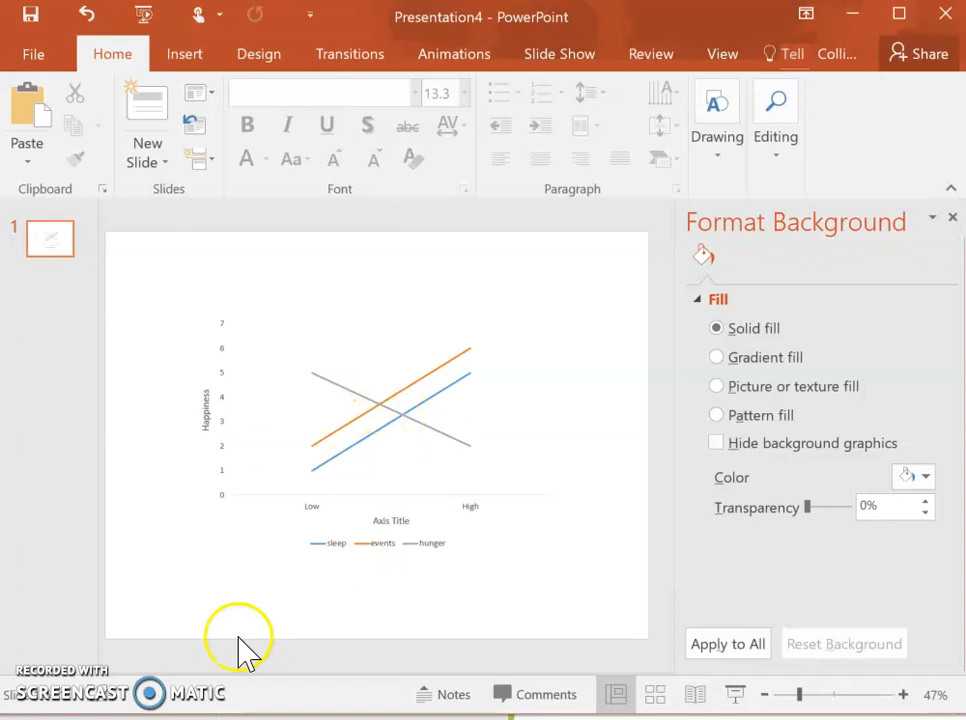 Presentation4 - PowerPoint
File Home Insert Design Transitions Animations Slide Show Review View Tell Colli... Share
13.3
Paste
New
Slide
B I U S abc AV
A Aa A A
Drawing
Editing
Clipboard
Slides
Font
Paragraph
1
Format Background
Fill
Solid fill
Gradient fill
Picture or texture fill
Pattern fill
Hide background graphics
Color
Transparency 0%
Apply to All
Reset Background
7
6
5
4
3
2
1
0
Happiness
Low High
Axis Title
sleep events hunger
RECORDED WITH
SCREENCAST MATIC
Notes
Comments
47%